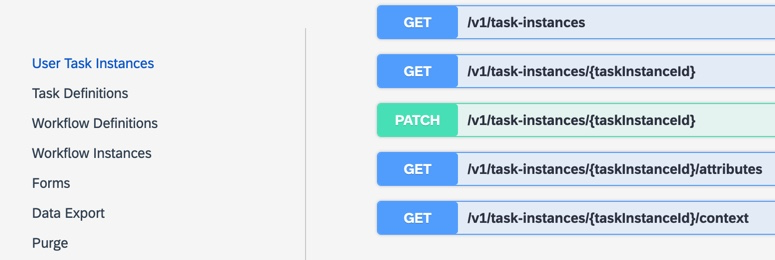 User Task Instances
Task Definitions
Workflow Definitions
Workflow Instances
Forms
Data Export
Purge
GET /v1/task-instances
GET /v1/task-instances/{taskInstanceId}
PATCH /v1/task-instances/{taskInstanceId}
GET /v1/task-instances/{taskInstanceId}/attributes
GET /v1/task-instances/{taskInstanceId}/context